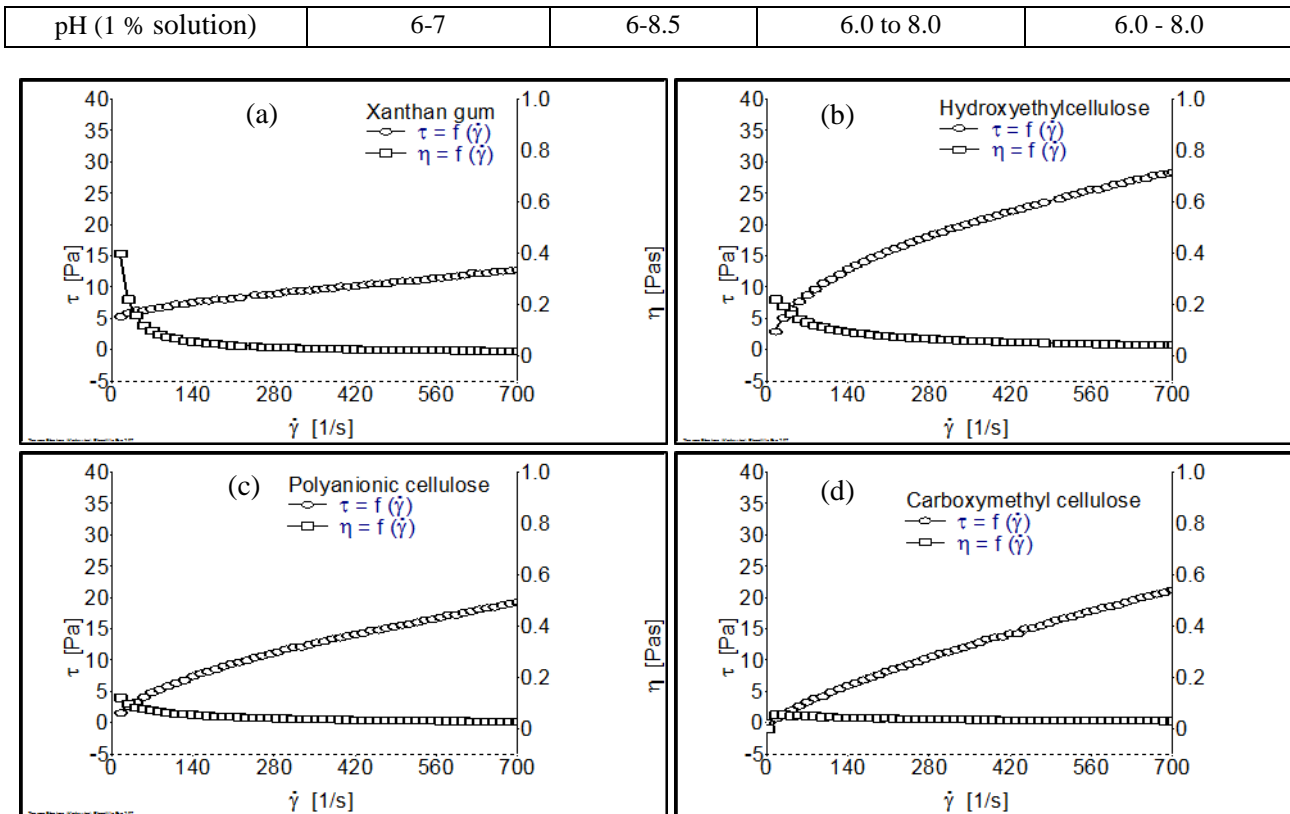 pH (1 % solution) 6-7 6-8.5 6.0 to 8.0 6.0 - 8.0
(a)
Xanthan gum
τ = f (γ̇)
η = f (γ̇)
40 35 30 25 20 15 10 5 0 -5
τ [Pa]
1.0 0.8 0.6 0.4 0.2 0
η [Pas]
0 140 280 420 560 700
γ̇ [1/s]
(b)
Hydroxyethylcellulose
τ = f (γ̇)
η = f (γ̇)
40 35 30 25 20 15 10 5 0 -5
τ [Pa]
1.0 0.8 0.6 0.4 0.2 0
0 140 280 420 560 700
γ̇ [1/s]
(c)
Polyanionic cellulose
τ = f (γ̇)
η = f (γ̇)
40 35 30 25 20 15 10 5 0 -5
τ [Pa]
1.0 0.8 0.6 0.4 0.2 0
η [Pas]
0 140 280 420 560 700
γ̇ [1/s]
(d)
Carboxymethyl cellulose
τ = f (γ̇)
η = f (γ̇)
40 35 30 25 20 15 10 5 0 -5
τ [Pa]
1.0 0.8 0.6 0.4 0.2 0
0 140 280 420 560 700
γ̇ [1/s]